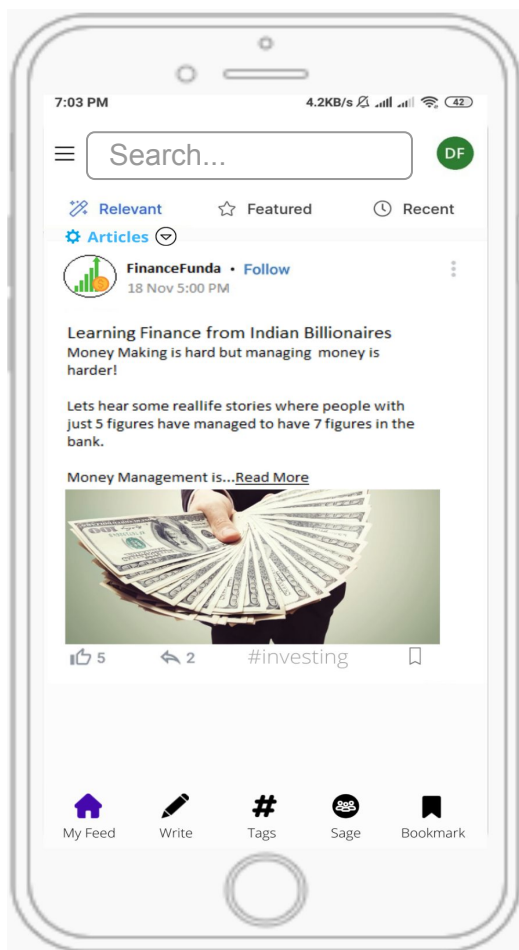 7:03 PM 4.2KB/s 42
Search... DF
Relevant Featured Recent
Articles
FinanceFunda • Follow
18 Nov 5:00 PM
Learning Finance from Indian Billionaires
Money Making is hard but managing money is
harder!
Lets hear some reallife stories where people with
just 5 figures have managed to have 7 figures in the
bank.
Money Management is...Read More
100
5 2 #investing
My Feed Write Tags Sage Bookmark